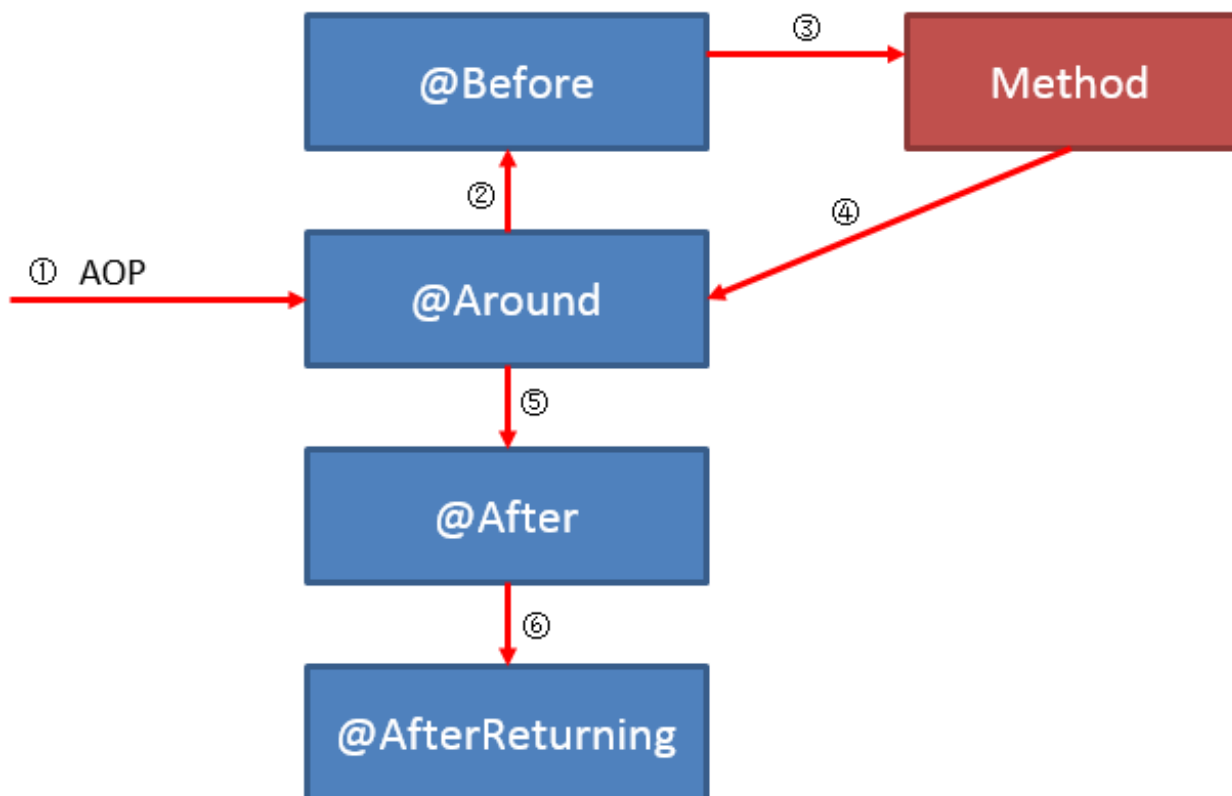 ③
@Before
Method
②
④
① AOP
@Around
⑤
@After
⑥
@AfterReturning